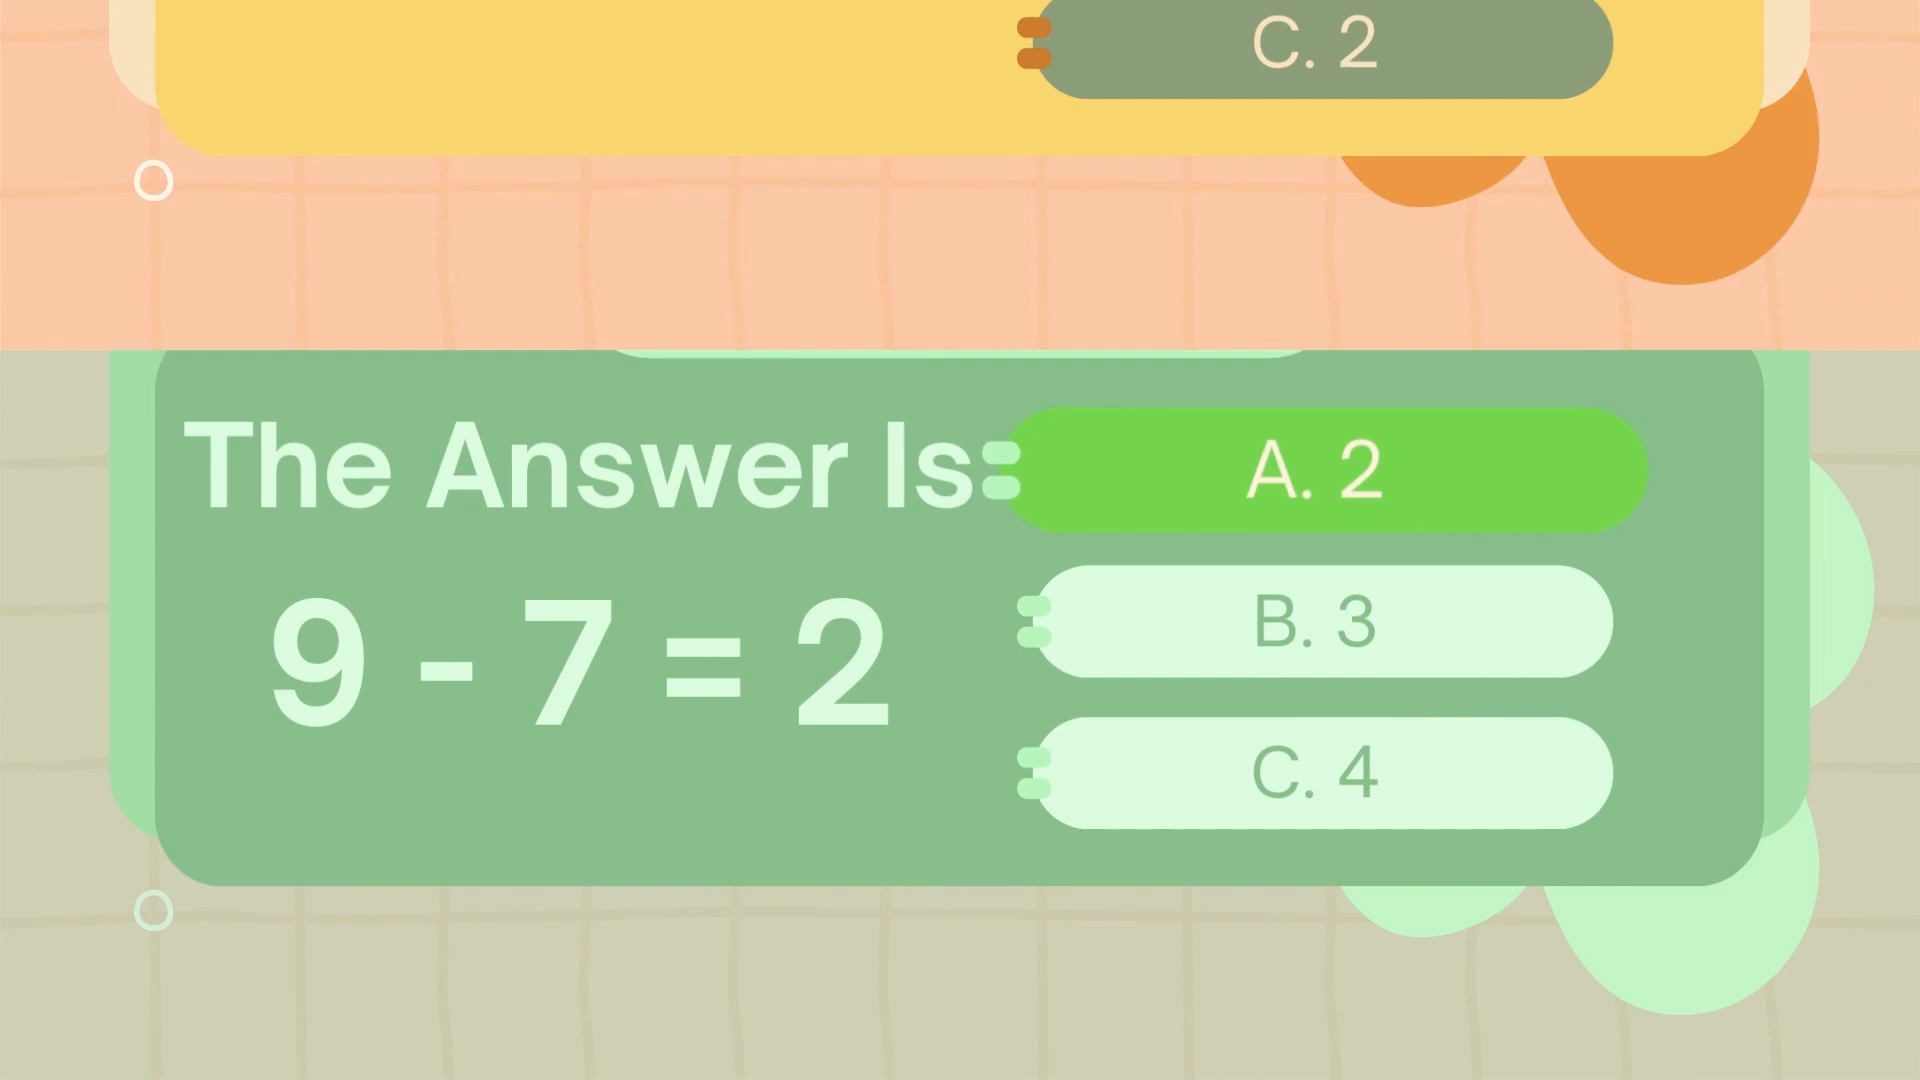 C. 2
The Answer Is:
A. 2
9 - 7 = 2
B. 3
C. 4